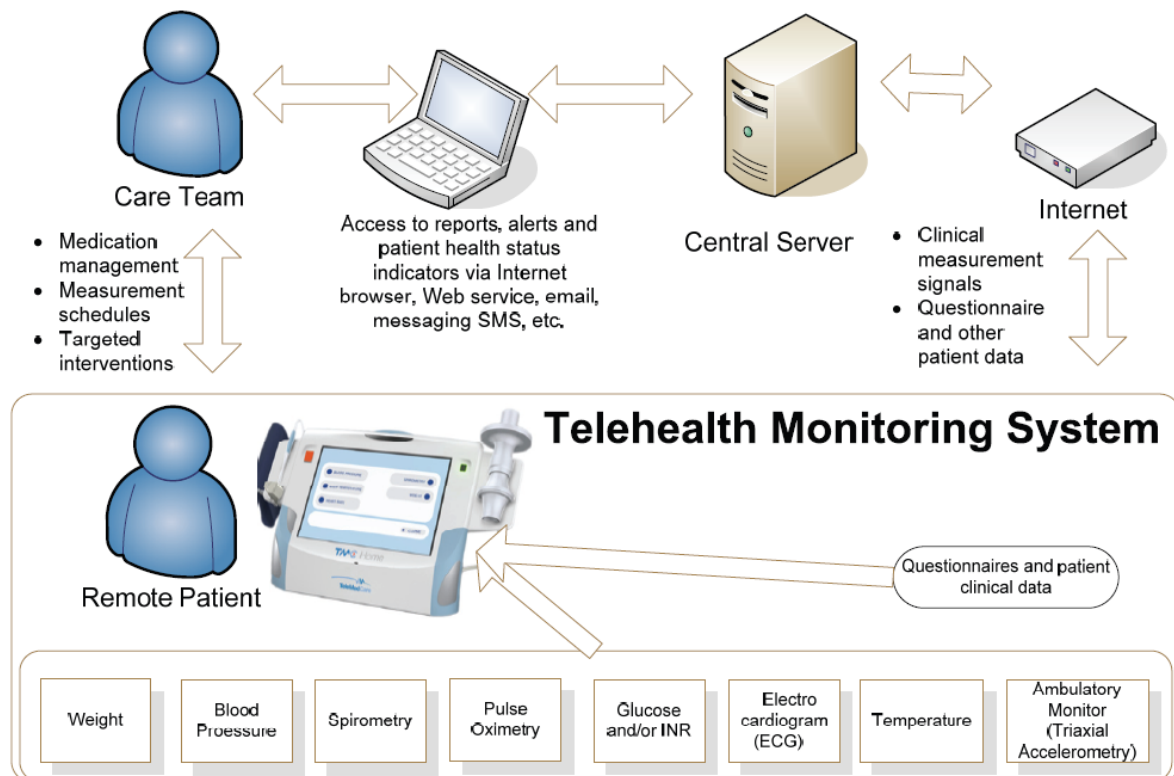 Care Team
Access to reports, alerts and
patient health status
indicators via Internet
browser, Web service, email,
messaging SMS, etc.
Central Server
Internet
• Medication
management
• Measurement
schedules
• Targeted
interventions
• Clinical
measurement
signals
• Questionnaire
and other
patient data
Telehealth Monitoring System
Remote Patient
Questionnaires and patient
clinical data
Weight
Blood
Proessure
Spirometry
Pulse
Oximetry
Glucose
and/or INR
Electro
cardiogram
(ECG)
Temperature
Ambulatory
Monitor
(Triaxial
Accelerometry)